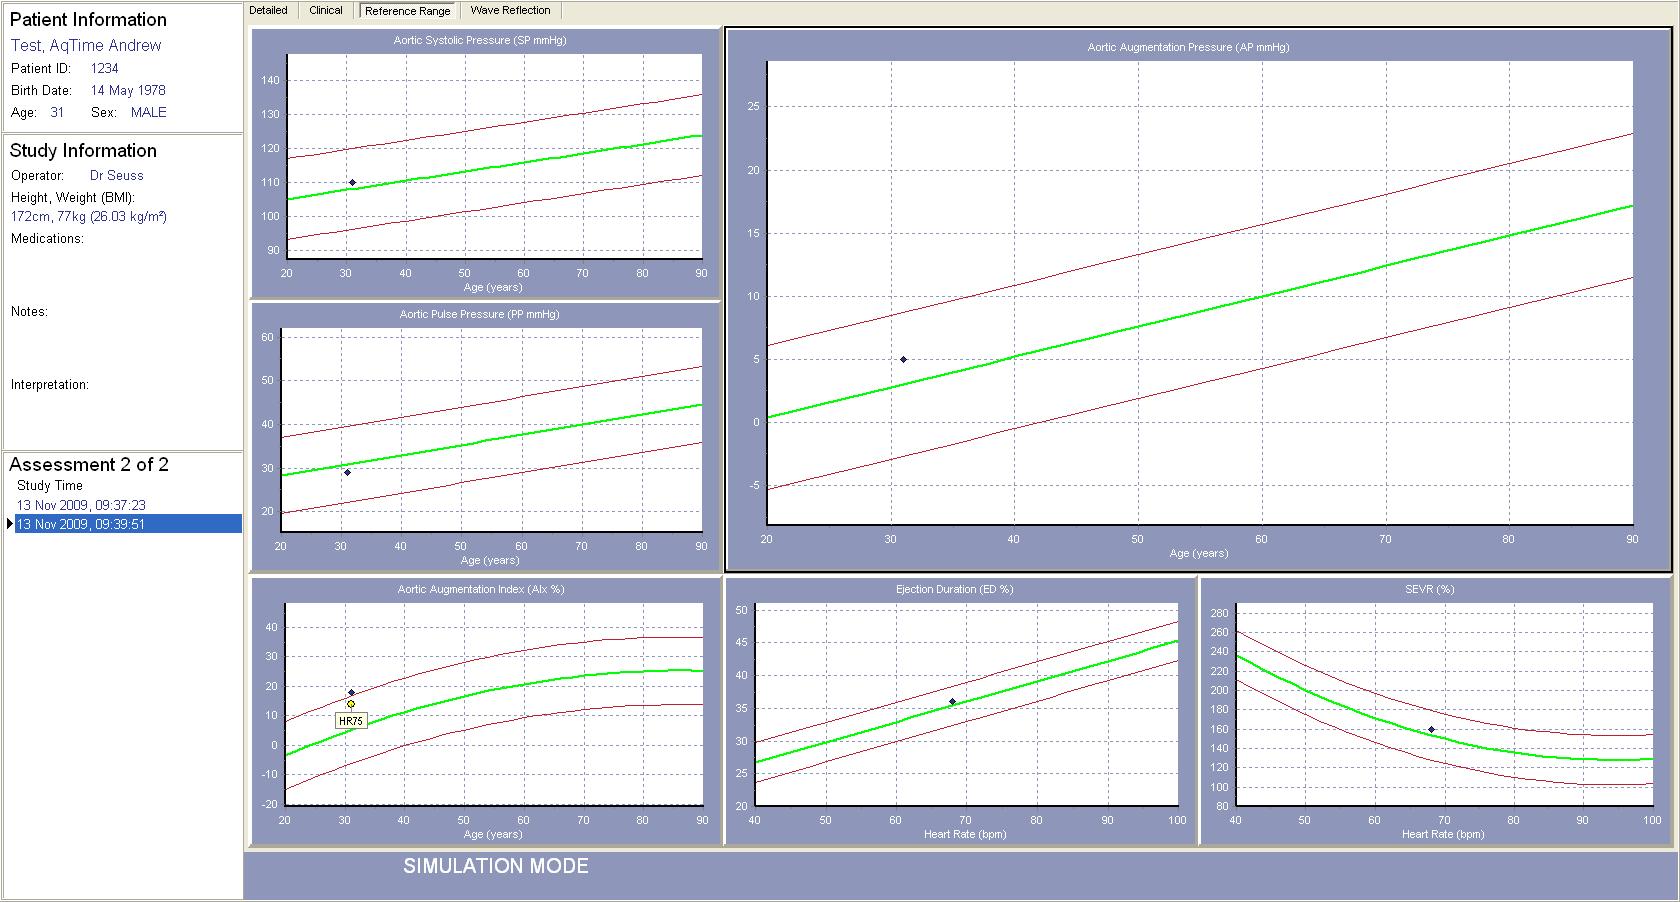 Patient Information
Test, AqTime Andrew
Patient ID: 1234
Birth Date: 14 May 1978
Age: 31 Sex: MALE
Study Information
Operator: Dr Seuss
Height, Weight (BMI):
172cm, 77kg (26.03 kg/m²)
Medications:
Notes:
Interpretation:
Assessment 2 of 2
Study Time
13 Nov 2009, 09:37:23
13 Nov 2009, 09:39:51
Detailed Clinical Reference Range Wave Reflection
Aortic Systolic Pressure (SP mmHg)
140
130
120
110
100
90
20 30 40 50 60 70 80 90
Age (years)
Aortic Pulse Pressure (PP mmHg)
60
50
40
30
20
20 30 40 50 60 70 80 90
Age (years)
Aortic Augmentation Pressure (AP mmHg)
25
20
15
10
5
0
-5
20 30 40 50 60 70 80 90
Age (years)
Aortic Augmentation Index (AIx %)
40
30
20
10
0
-10
-20
HR75
20 30 40 50 60 70 80 90
Age (years)
Ejection Duration (ED %)
50
45
40
35
30
25
20
40 50 60 70 80 90 100
Heart Rate (bpm)
SEVR (%)
280
260
240
220
200
180
160
140
120
100
80
40 50 60 70 80 90 100
Heart Rate (bpm)
SIMULATION MODE